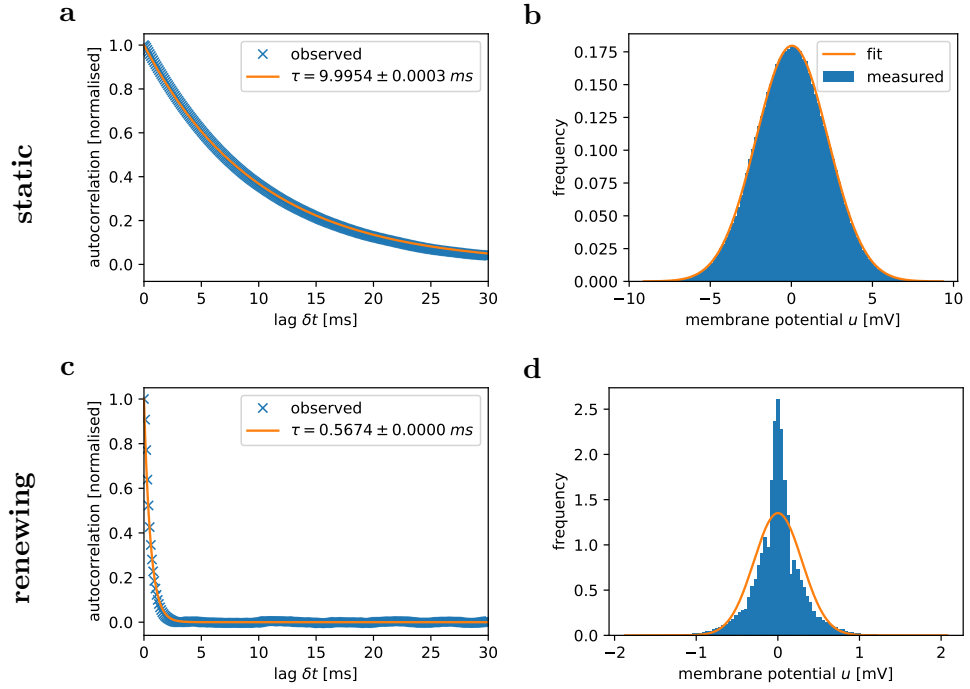 a
b
static
autocorrelation [normalised]
1.0
0.8
0.6
0.4
0.2
0.0
observed
τ = 9.9954 ± 0.0003 ms
0 5 10 15 20 25 30
lag δt [ms]
frequency
0.175
0.150
0.125
0.100
0.075
0.050
0.025
0.000
fit
measured
−10 −5 0 5 10
membrane potential u [mV]
c
d
renewing
autocorrelation [normalised]
1.0
0.8
0.6
0.4
0.2
0.0
observed
τ = 0.5674 ± 0.0000 ms
0 5 10 15 20 25 30
lag δt [ms]
frequency
2.5
2.0
1.5
1.0
0.5
0.0
−2 −1 0 1 2
membrane potential u [mV]